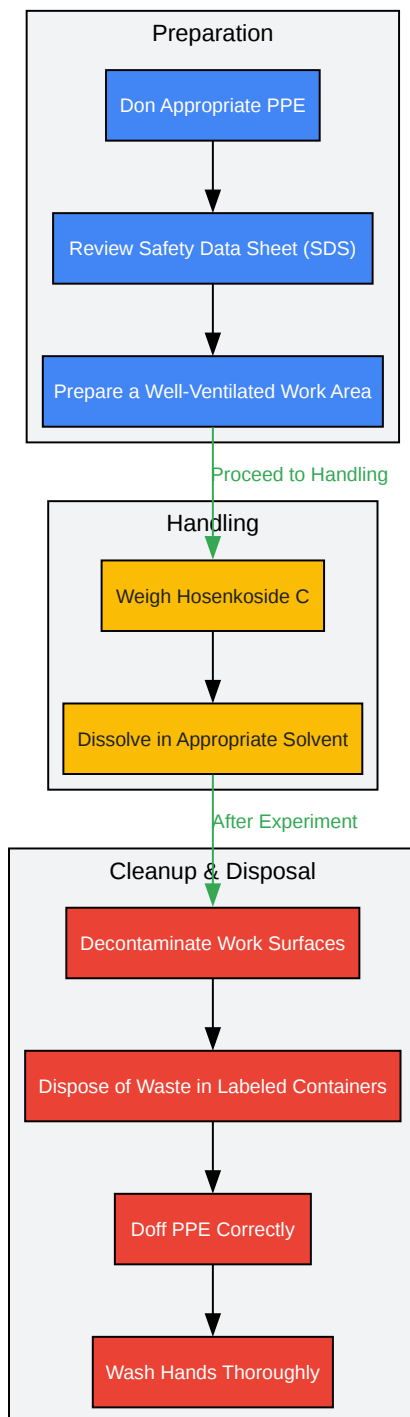 Preparation
Don Appropriate PPE
Review Safety Data Sheet (SDS)
Prepare a Well-Ventilated Work Area
Proceed to Handling
Handling
Weigh Hosenkoside C
Dissolve in Appropriate Solvent
After Experiment
Cleanup & Disposal
Decontaminate Work Surfaces
Dispose of Waste in Labeled Containers
Doff PPE Correctly
Wash Hands Thoroughly